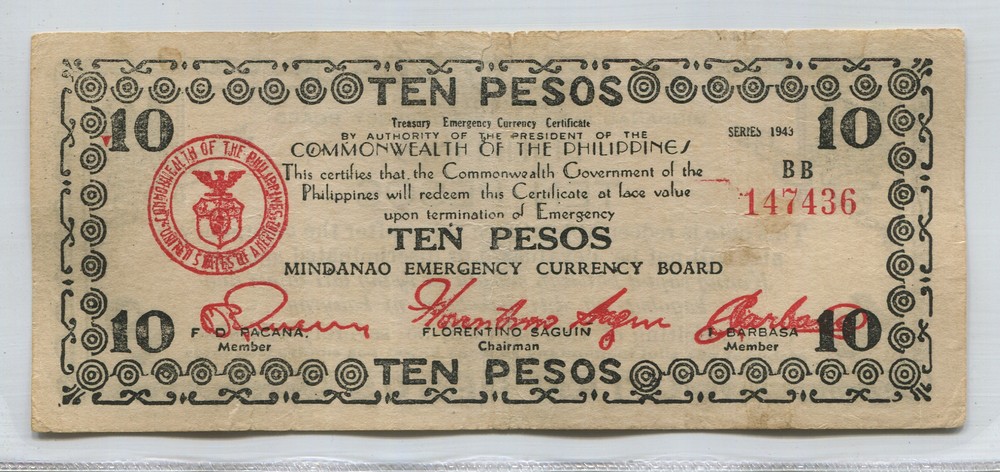 TEN PESOS
10
10
Treasury Emergency Currency Certificate
BY AUTHORITY OF THE PRESIDENT OF THE
COMMONWEALTH OF THE PHILIPPINES
SERIES 1943
This certifies that the Commonwealth Government of the
Philippines will redeem this Certificate at face value
upon termination of Emergency
BB
147436
COMMONWEALTH OF THE PHILIPPINES
UNITED STATES OF AMERICA
TEN PESOS
MINDANAO EMERGENCY CURRENCY BOARD
Florentino Saguin
Barbasa
10
F. D. PACANA,
Member
FLORENTINO SAGUIN
Chairman
BARBASA
Member
10
TEN PESOS